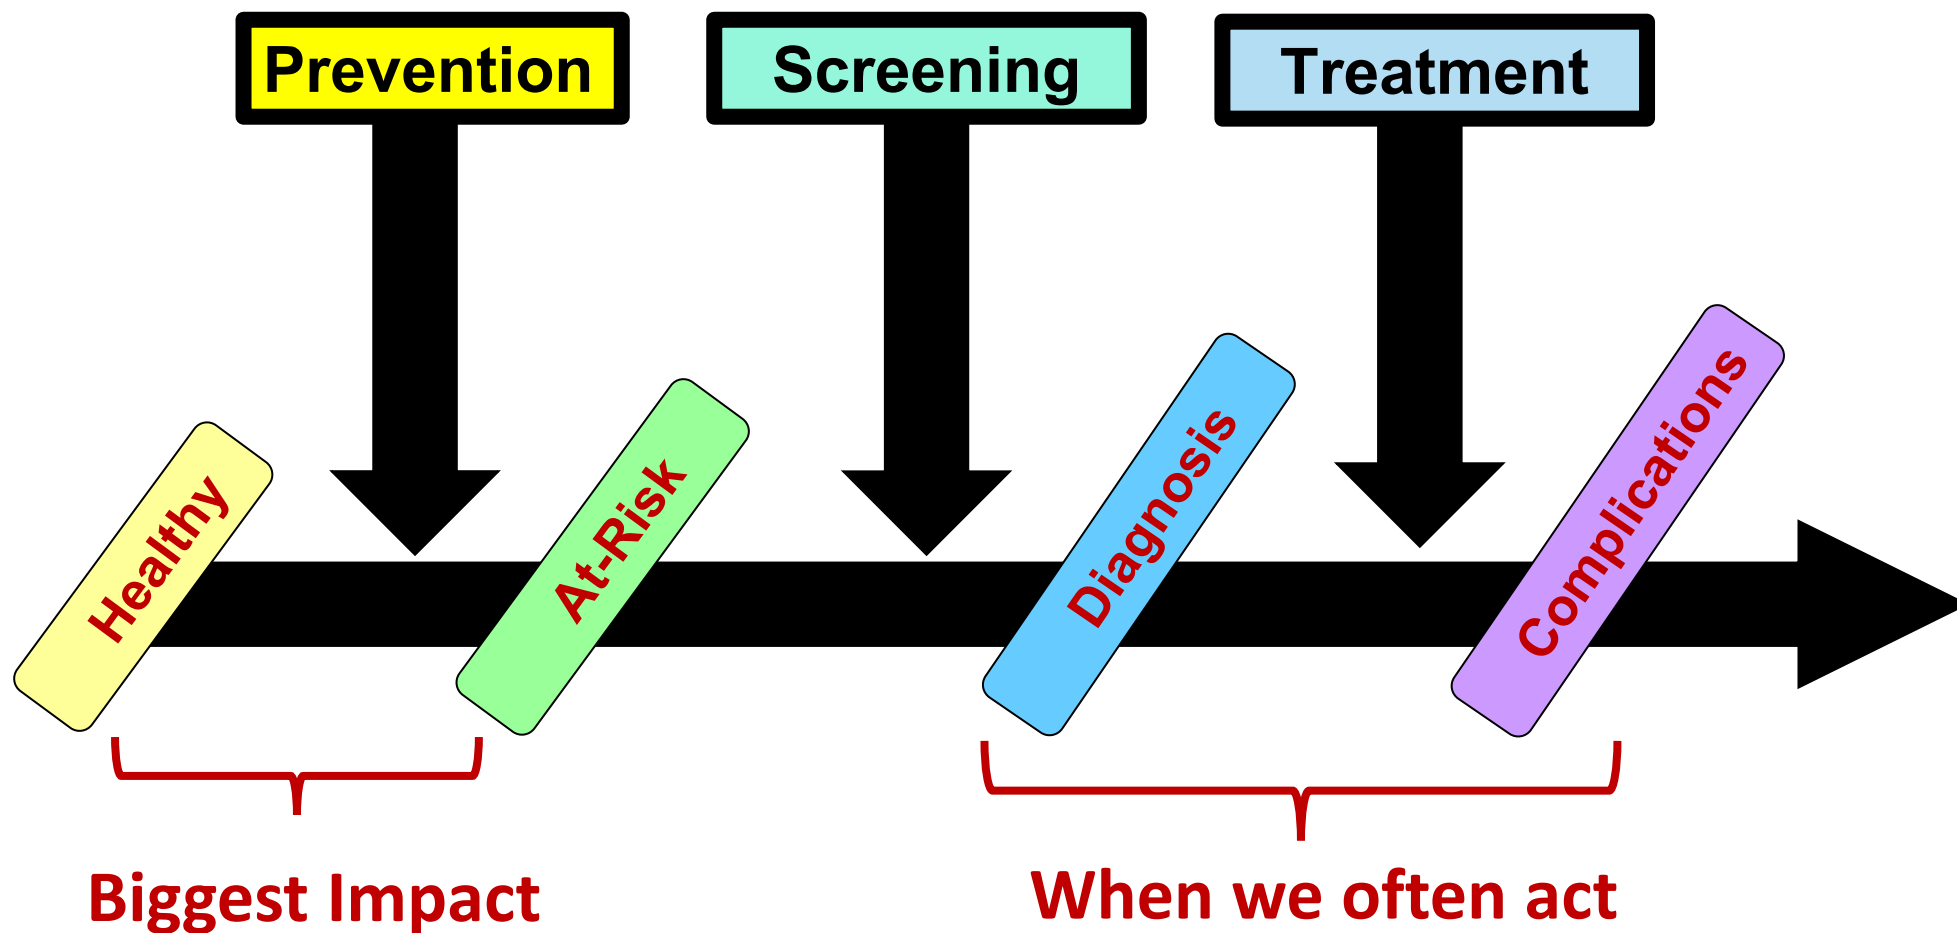 Prevention
Screening
Treatment
Healthy
At-Risk
Diagnosis
Complications
Biggest Impact
When we often act